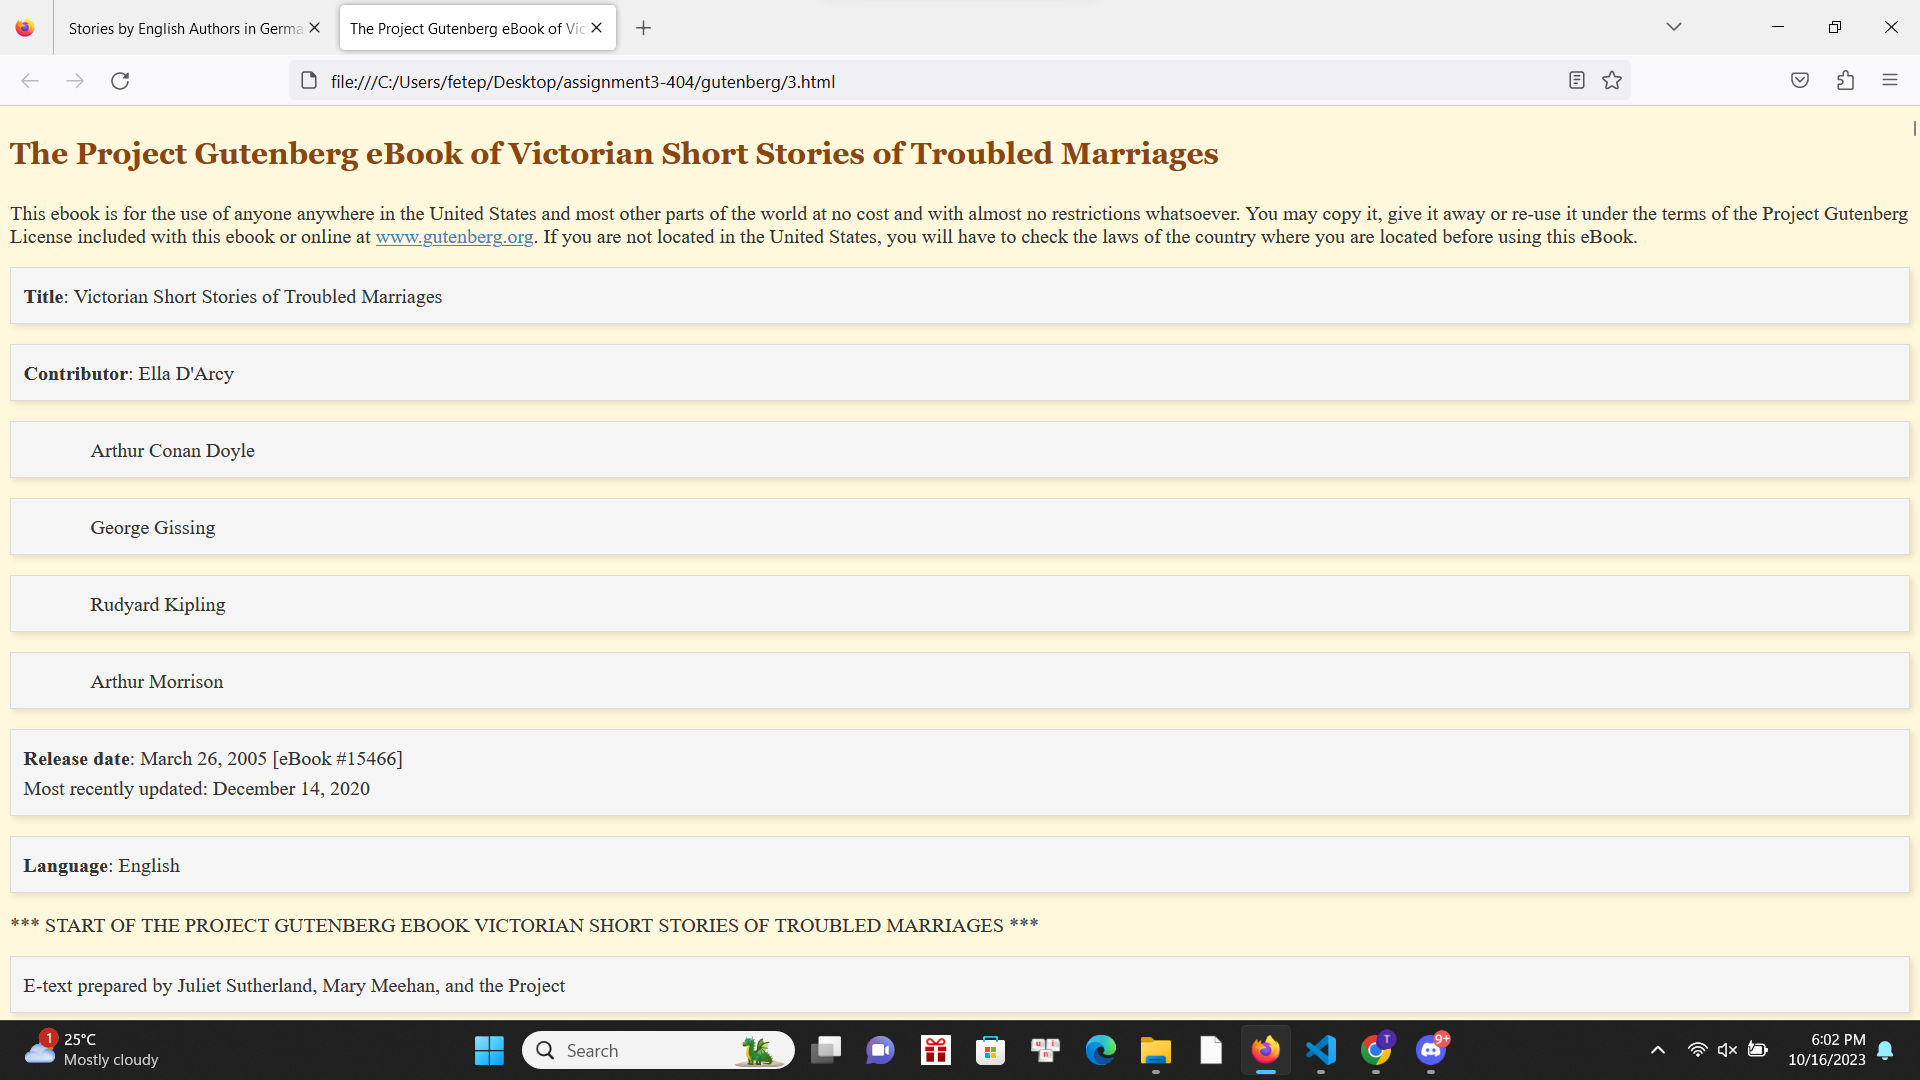 Stories by English Authors in Germa
The Project Gutenberg eBook of Vic
file:///C:/Users/fetep/Desktop/assignment3-404/gutenberg/3.html
The Project Gutenberg eBook of Victorian Short Stories of Troubled Marriages
This ebook is for the use of anyone anywhere in the United States and most other parts of the world at no cost and with almost no restrictions whatsoever. You may copy it, give it away or re-use it under the terms of the Project Gutenberg
License included with this ebook or online at www.gutenberg.org. If you are not located in the United States, you will have to check the laws of the country where you are located before using this eBook.
Title: Victorian Short Stories of Troubled Marriages
Contributor: Ella D'Arcy
Arthur Conan Doyle
George Gissing
Rudyard Kipling
Arthur Morrison
Release date: March 26, 2005 [eBook #15466]
Most recently updated: December 14, 2020
Language: English
*** START OF THE PROJECT GUTENBERG EBOOK VICTORIAN SHORT STORIES OF TROUBLED MARRIAGES ***
E-text prepared by Juliet Sutherland, Mary Meehan, and the Project
1
25°C
Mostly cloudy
Search
T
9+
6:02 PM
10/16/2023